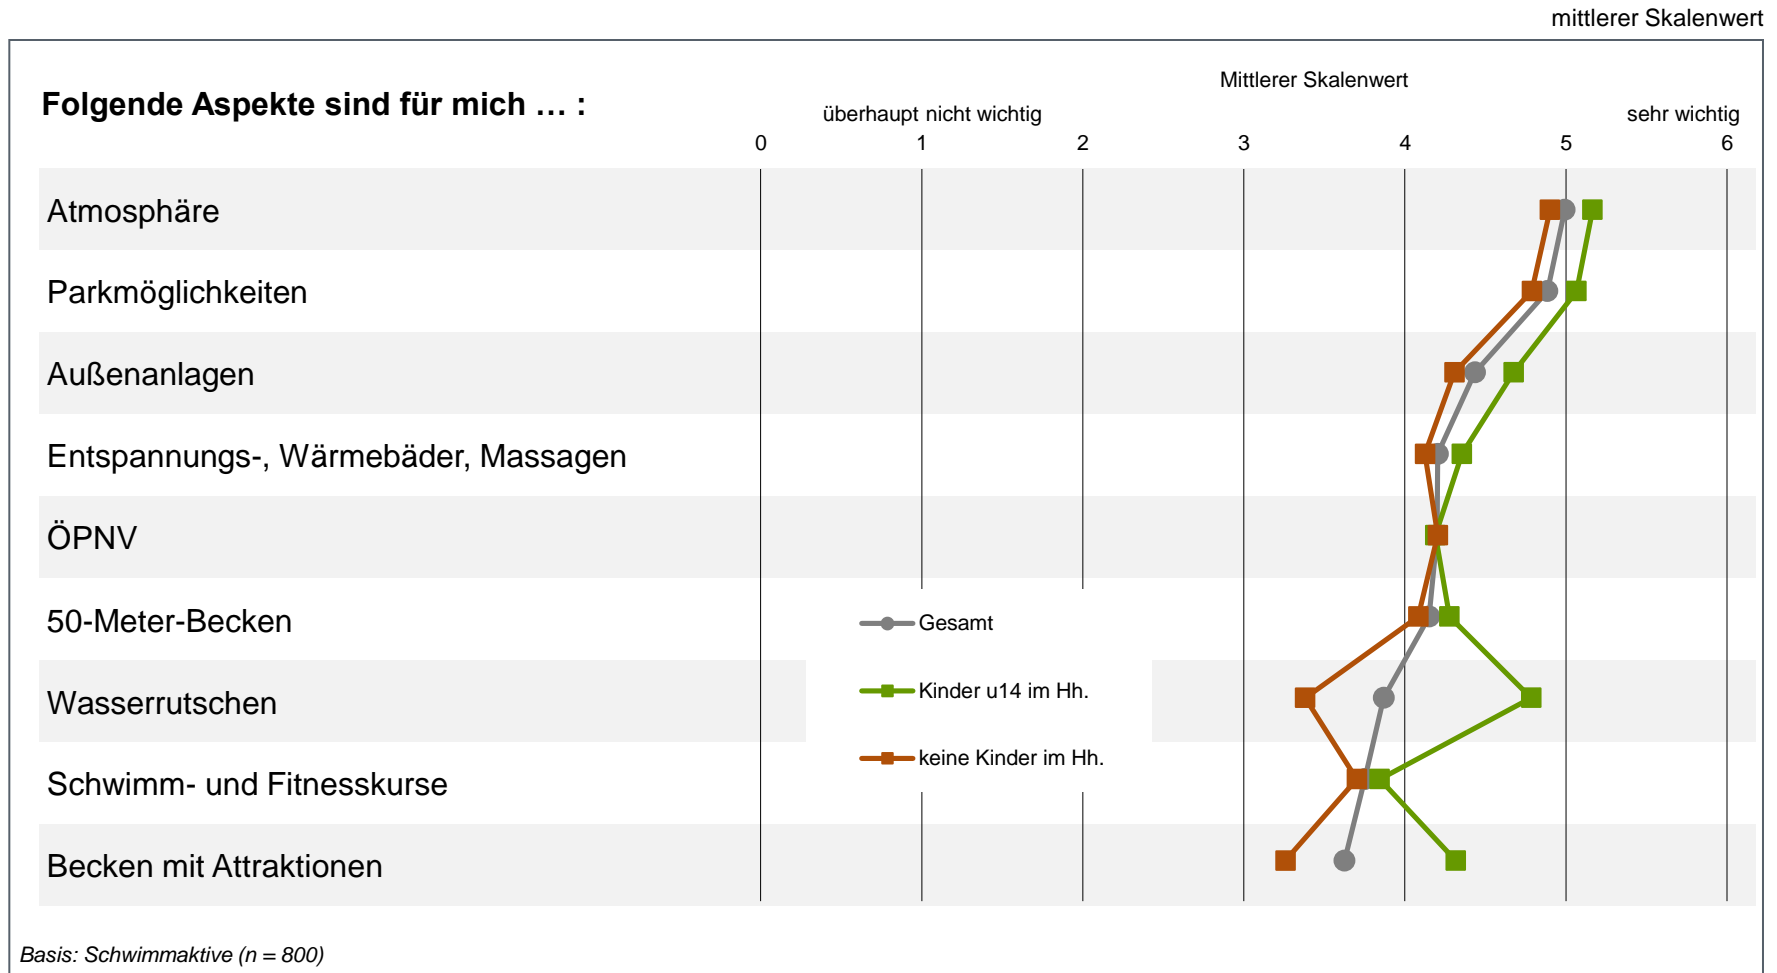 mittlerer Skalenwert
Folgende Aspekte sind für mich … :
Mittlerer Skalenwert
überhaupt nicht wichtig
sehr wichtig
0 1 2 3 4 5 6
Atmosphäre
Parkmöglichkeiten
Außenanlagen
Entspannungs-, Wärmebäder, Massagen
ÖPNV
50-Meter-Becken
Gesamt
Kinder u14 im Hh.
Wasserrutschen
keine Kinder im Hh.
Schwimm- und Fitnesskurse
Becken mit Attraktionen
Basis: Schwimmaktive (n = 800)